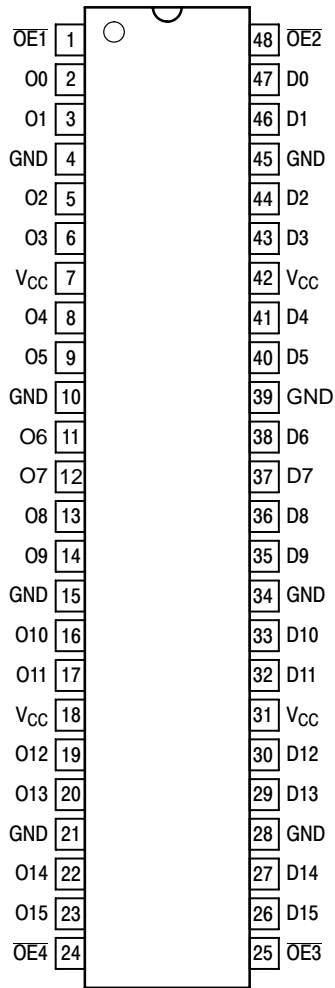 O̅E̅1̅ 1 48 O̅E̅2̅
O0 2 47 D0
O1 3 46 D1
GND 4 45 GND
O2 5 44 D2
O3 6 43 D3
VCC 7 42 VCC
O4 8 41 D4
O5 9 40 D5
GND 10 39 GND
O6 11 38 D6
O7 12 37 D7
O8 13 36 D8
O9 14 35 D9
GND 15 34 GND
O10 16 33 D10
O11 17 32 D11
VCC 18 31 VCC
O12 19 30 D12
O13 20 29 D13
GND 21 28 GND
O14 22 27 D14
O15 23 26 D15
O̅E̅4̅ 24 25 O̅E̅3̅